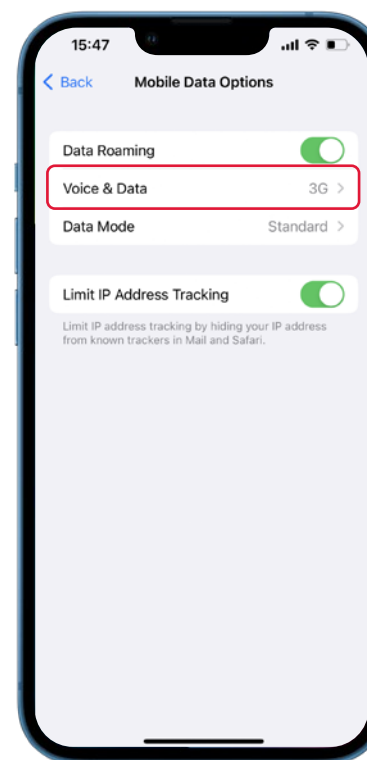 15:47
Back Mobile Data Options
Data Roaming
Voice & Data 3G
Data Mode Standard
Limit IP Address Tracking
Limit IP address tracking by hiding your IP address
from known trackers in Mail and Safari.